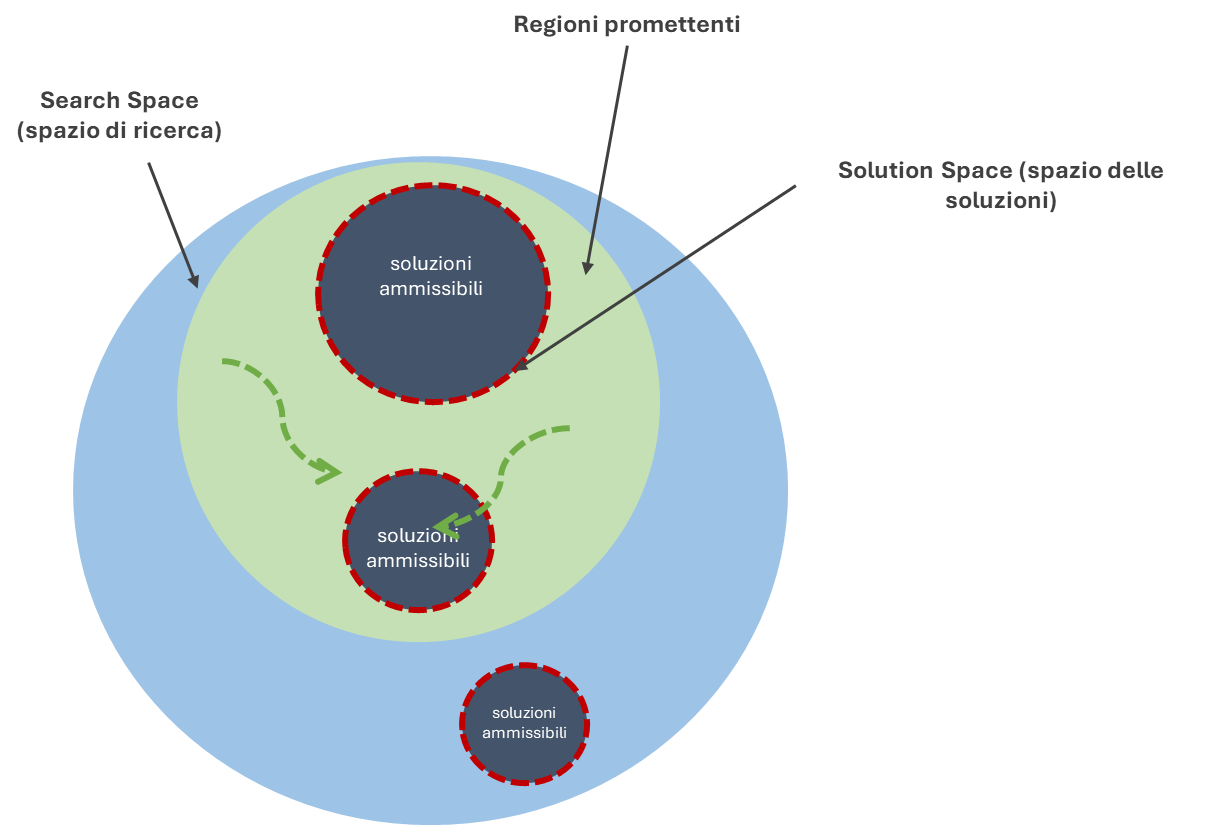 Regioni promettenti
Search Space
(spazio di ricerca)
Solution Space (spazio delle
soluzioni)
soluzioni
ammissibili
soluzioni
ammissibili
soluzioni
ammissibili